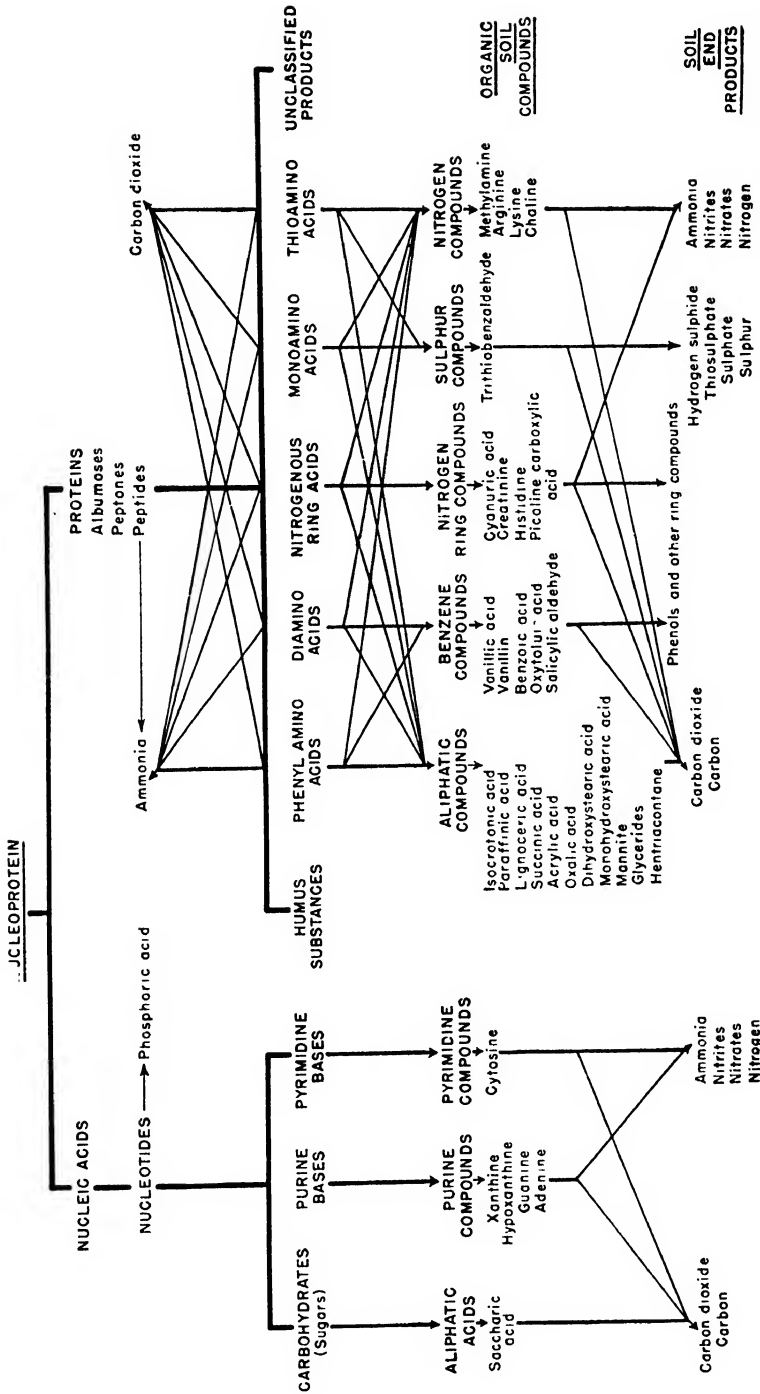 JCLEOPROTEIN
NUCLEIC ACIDS
NUCLEOTIDES
Phosphoric acid
PROTEINS
Albumoses
Peptones
Peptides
Ammonia
Carbon dioxide
CARBOHYDRATES
(Sugars)
PURINE
BASES
PYRIMIDINE
BASES
HUMUS
SUBSTANCES
PHENYL AMINO
ACIDS
DIAMINO
ACIDS
NITROGENOUS
RING ACIDS
MONOAMINO
ACIDS
THIOAMINO
ACIDS
UNCLASSIFIED
PRODUCTS
ALIPHATIC
ACIDS
Saccharic
acid
PURINE
COMPOUNDS
Xanthine
Hypoxanthine
Guanine
Adenine
PYRIMIDINE
COMPOUNDS
Cytosine
ALIPHATIC
COMPOUNDS
Isocrotonic acid
Paraffinic acid
Lignoceric acid
Succinic acid
Acrylic acid
Oxalic acid
Dihydroxystearic acid
Monohydroxystearic acid
Mannite
Glycerides
Hentriacontane
BENZENE
COMPOUNDS
Vanillic acid
Vanillin
Benzoic acid
acid
Salicylic aldehyde
NITROGEN
RING COMPOUNDS
Cyanuric acid
Creatinine
Histidine
Picoline carboxylic
acid
SULPHUR
COMPOUNDS
Trithiobenzaldehyde
NITROGEN
COMPOUNDS
Methylamine
Arginine
Lysine
Choline
ORGANIC
SOIL
COMPOUNDS
Carbon dioxide
Carbon
Ammonia
Nitrites
Nitrates
Nitrogen
Carbon dioxide
Carbon
Phenols and other ring compounds
Hydrogen sulphide
Thiosulphate
Sulphate
Sulphur
Ammonia
Nitrites
Nitrates
Nitrogen
SOIL
END
PRODUCTS